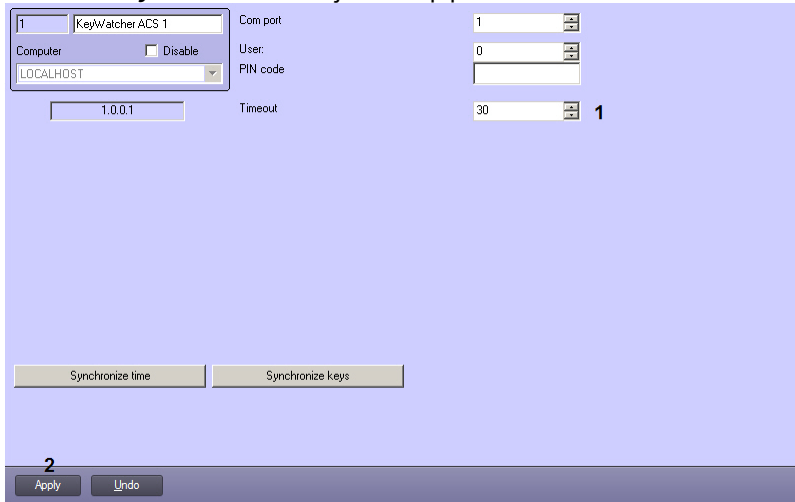 1 KeyWatcher ACS 1 Com port 1
Computer Disable User: 0
LOCALHOST PIN code
1.0.0.1 Timeout 30 1
Synchronize time Synchronize keys
2
Apply Undo